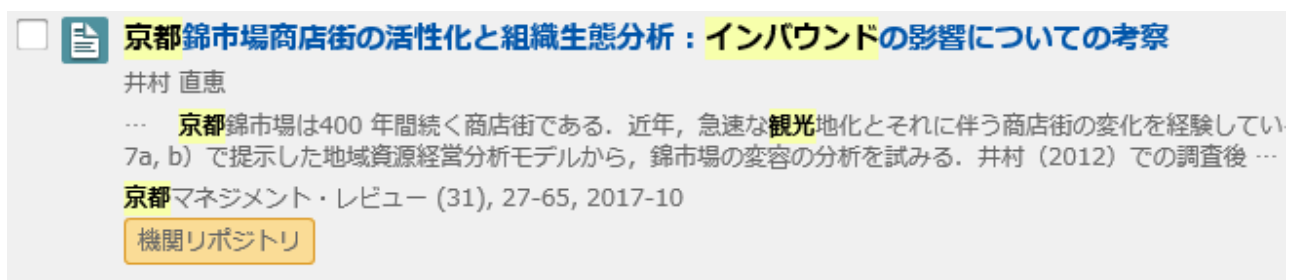 京都錦市場商店街の活性化と組織生態分析：インバウンドの影響についての考察
井村 直恵
… 京都錦市場は400 年間続く商店街である．近年，急速な観光地化とそれに伴う商店街の変化を経験してい
7a, b）で提示した地域資源経営分析モデルから，錦市場の変容の分析を試みる．井村（2012）での調査後 …
京都マネジメント・レビュー (31), 27-65, 2017-10
機関リポジトリ